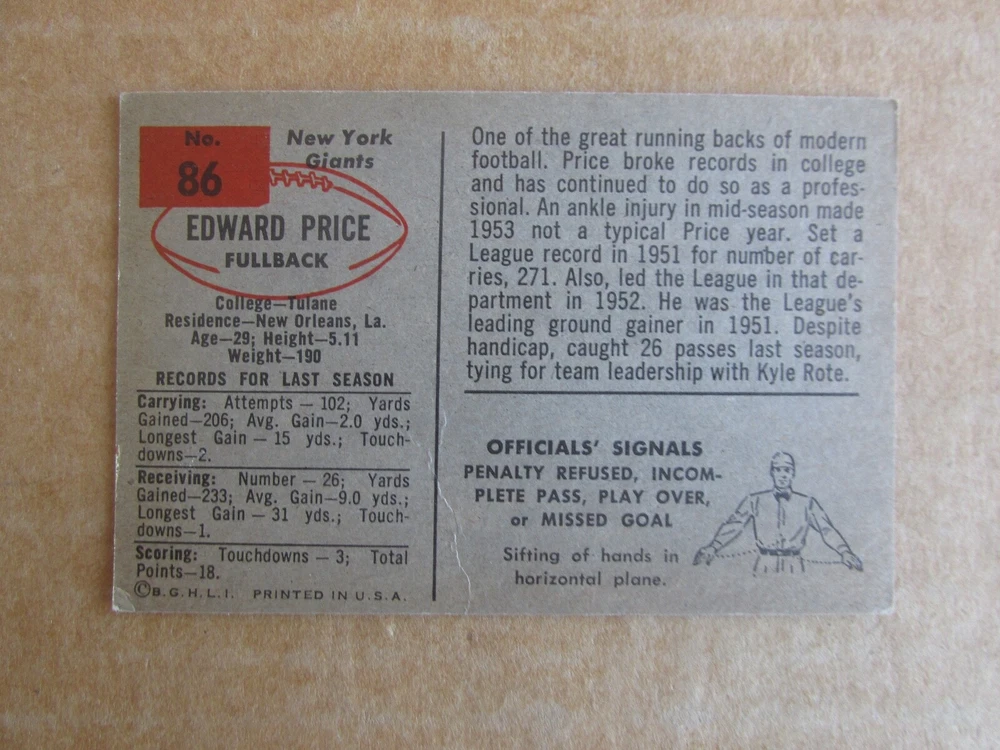 No.
86
New York
Giants
EDWARD PRICE
FULLBACK
College—Tulane
Residence—New Orleans, La.
Age—29; Height—5.11
Weight—190
RECORDS FOR LAST SEASON
Carrying: Attempts — 102; Yards
Gained—206; Avg. Gain—2.0 yds.;
Longest Gain — 15 yds.; Touch-
downs—2.
Receiving: Number — 26; Yards
Gained—233; Avg. Gain—9.0 yds.;
Longest Gain — 31 yds.; Touch-
downs—1.
Scoring: Touchdowns — 3; Total
Points—18.
©B.G.H.L.I. PRINTED IN U.S.A.
One of the great running backs of modern
football. Price broke records in college
and has continued to do so as a profes-
sional. An ankle injury in mid-season made
1953 not a typical Price year. Set a
League record in 1951 for number of car-
ries, 271. Also, led the League in that de-
partment in 1952. He was the League's
leading ground gainer in 1951. Despite
handicap, caught 26 passes last season,
tying for team leadership with Kyle Rote.
OFFICIALS' SIGNALS
PENALTY REFUSED, INCOM-
PLETE PASS, PLAY OVER,
or MISSED GOAL
Sifting of hands in
horizontal plane.